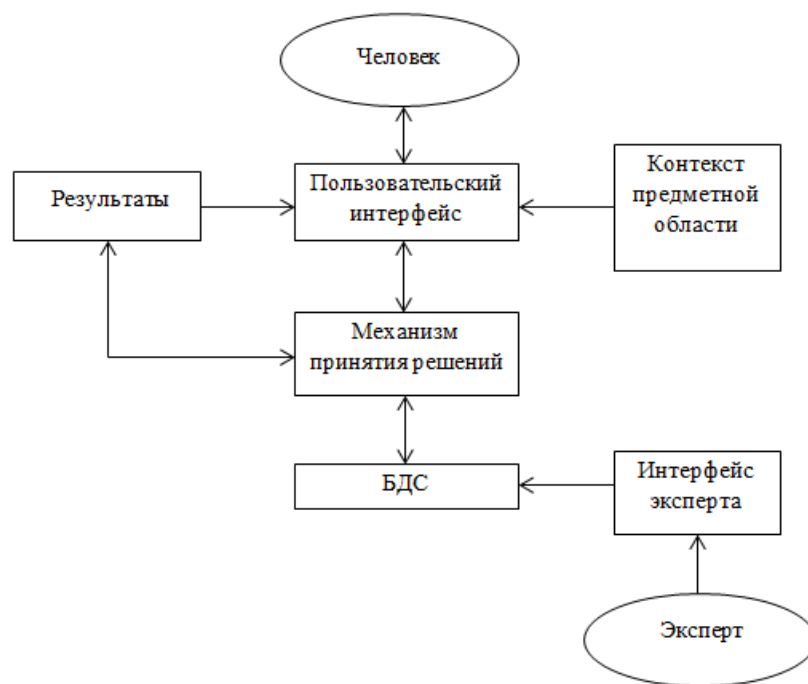 Человек
Результаты
Пользовательский
интерфейс
Контекст
предметной
области
Механизм
принятия решений
БДС
Интерфейс
эксперта
Эксперт